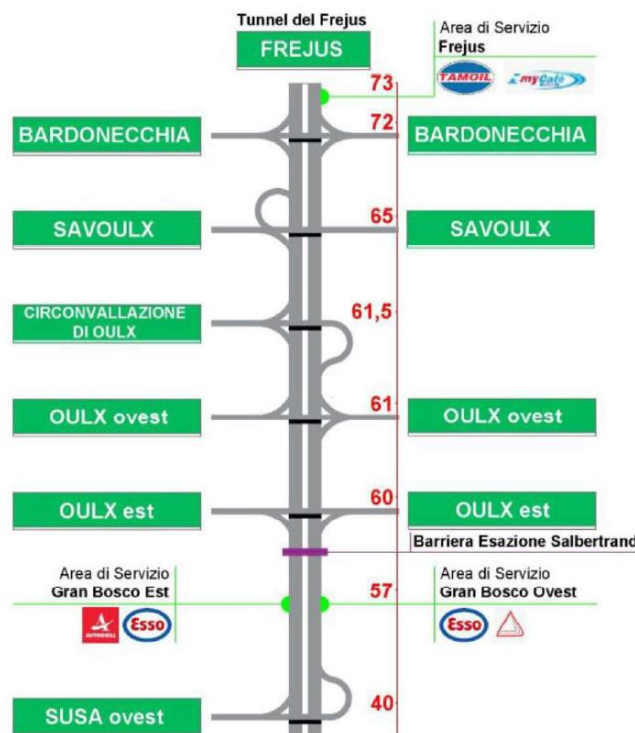 Tunnel del Frejus
FREJUS
Area di Servizio
Frejus
TAMOIL
myCafé
73
72
BARDONECCHIA
BARDONECCHIA
65
SAVOULX
SAVOULX
61,5
CIRCONVALLAZIONE
DI OULX
61
OULX ovest
OULX ovest
60
OULX est
OULX est
Barriera Esazione Salbertrand
Area di Servizio
Gran Bosco Est
57
Area di Servizio
Gran Bosco Ovest
AUTOGRILL
Esso
Esso
40
SUSA ovest